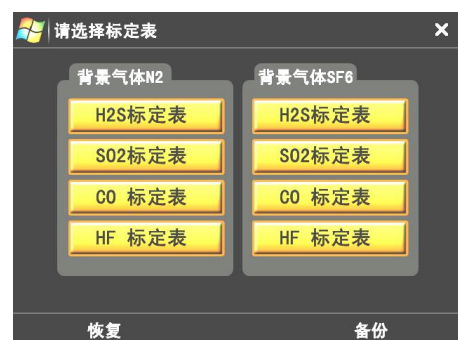 请选择标定表
背景气体N2
H2S标定表
SO2标定表
CO 标定表
HF 标定表
背景气体SF6
H2S标定表
SO2标定表
CO 标定表
HF 标定表
恢复
备份